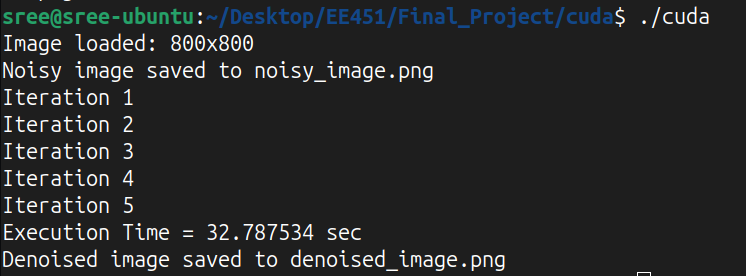 sree@sree-ubuntu:~/Desktop/EE451/Final_Project/cuda$ ./cuda
Image loaded: 800x800
Noisy image saved to noisy_image.png
Iteration 1
Iteration 2
Iteration 3
Iteration 4
Iteration 5
Execution Time = 32.787534 sec
Denoised image saved to denoised_image.png